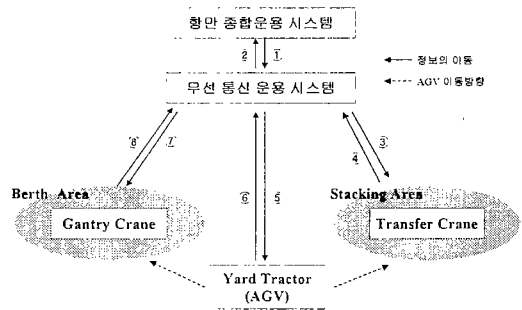 항만 종합운용 시스템
2 1
정보의 이동
AGV 이동방향
무선 통신 운용 시스템
8 7
3
4
6 5
Berth Area
Stacking Area
Gantry Crane
Transfer Crane
Yard Tractor
(AGV)